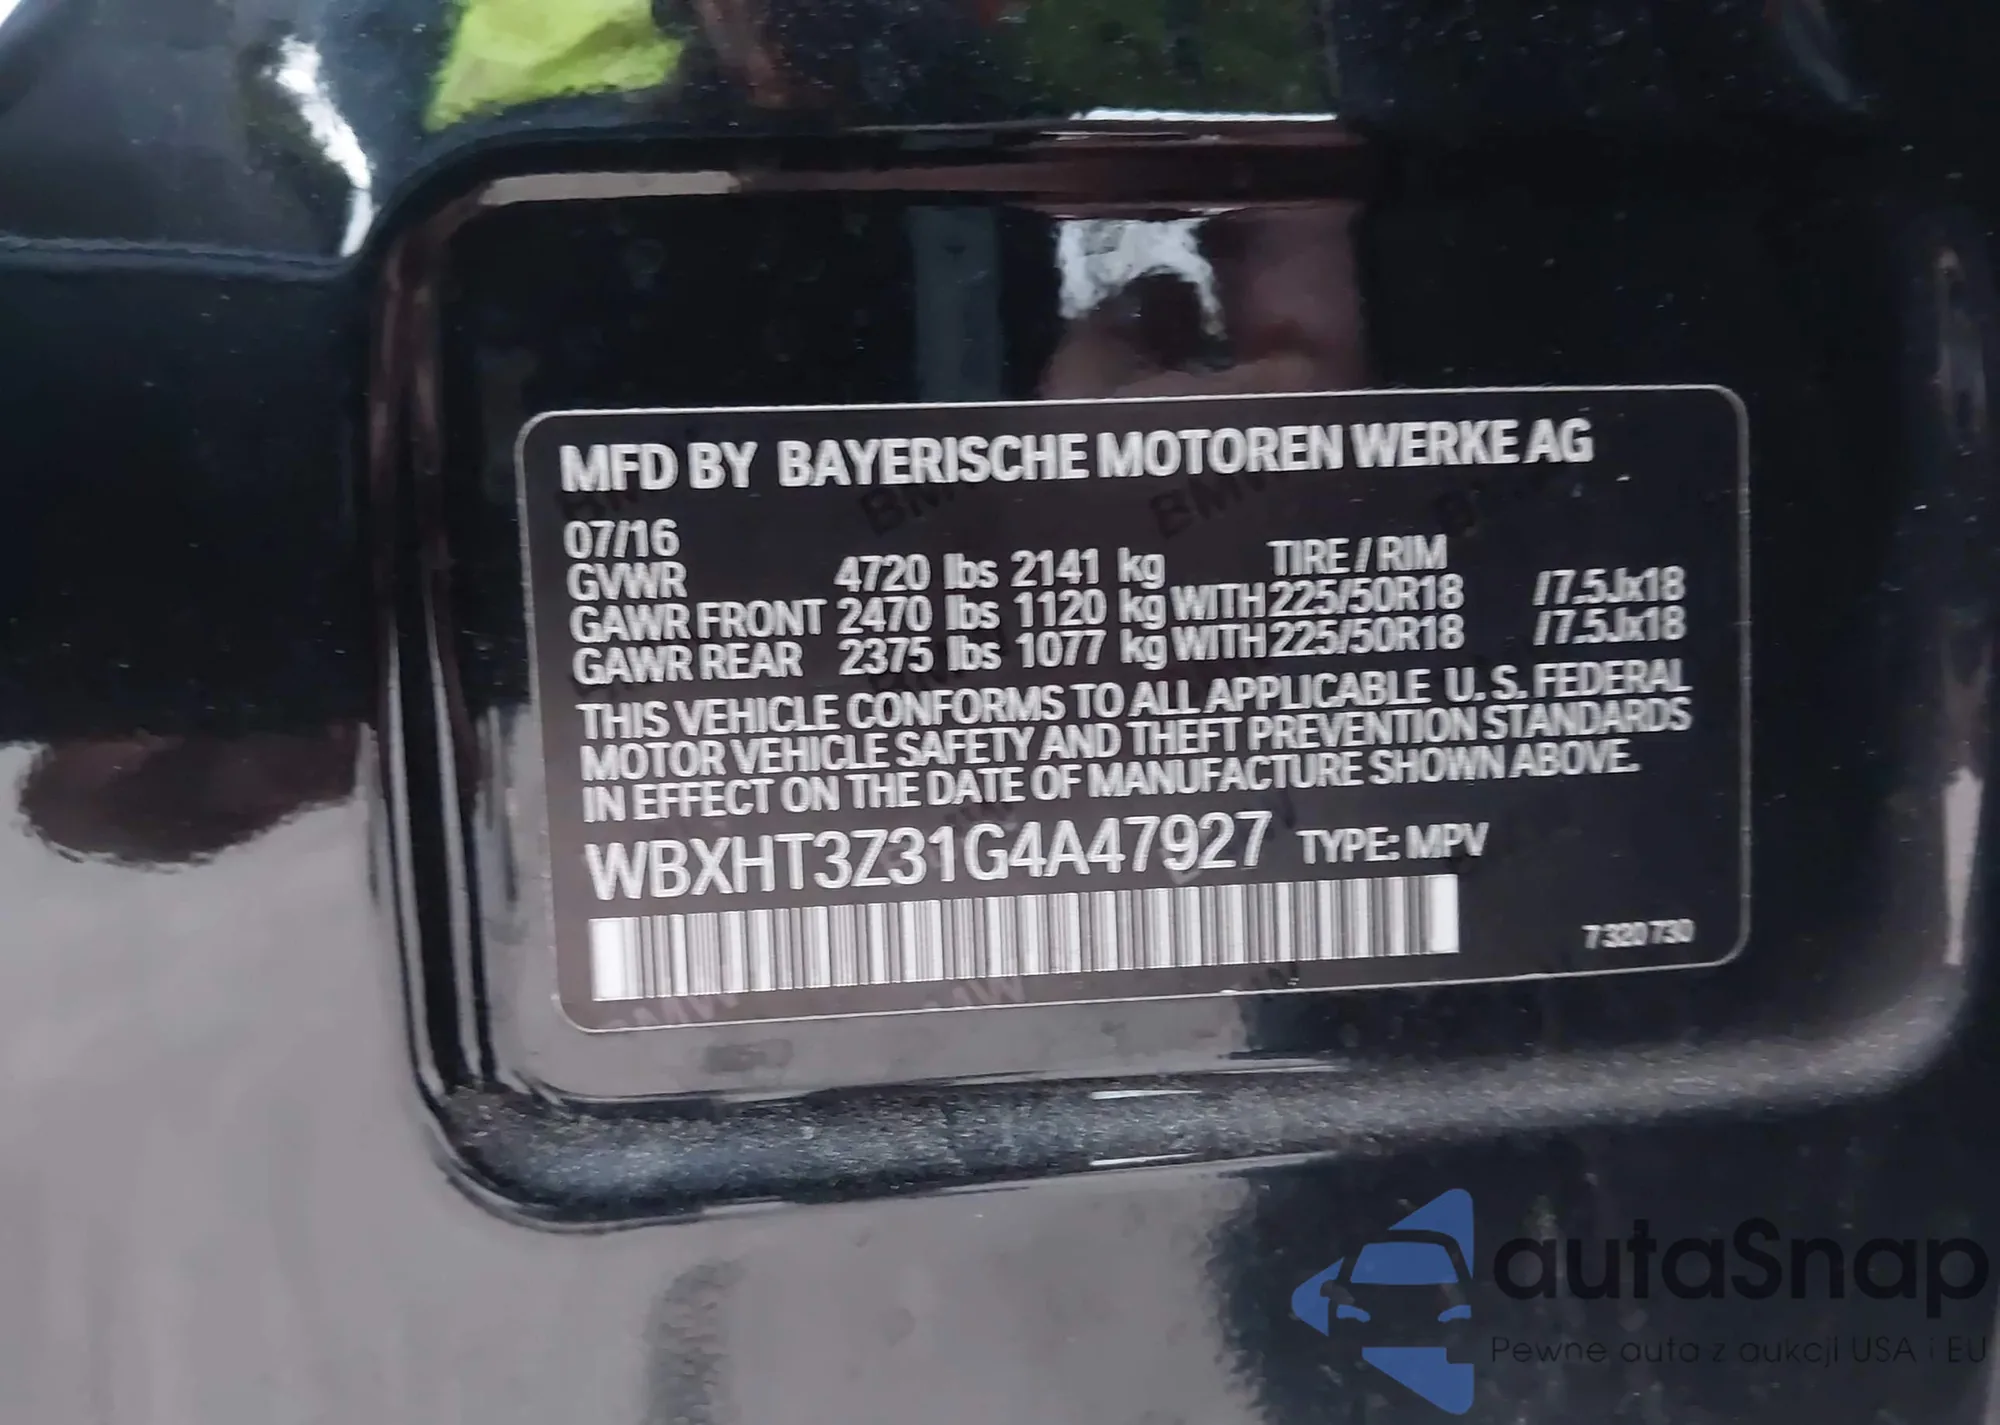 MFD BY BAYERISCHE MOTOREN WERKE AG
07/16 TIRE / RIM
GVWR 4720 lbs 2141 kg
GAWR FRONT 2470 lbs 1120 kg WITH 225/50R18 /7.5Jx18
GAWR REAR 2375 lbs 1077 kg WITH 225/50R18 /7.5Jx18
THIS VEHICLE CONFORMS TO ALL APPLICABLE U.S. FEDERAL
MOTOR VEHICLE SAFETY AND THEFT PREVENTION STANDARDS
IN EFFECT ON THE DATE OF MANUFACTURE SHOWN ABOVE.
WBXHT3Z31G4A47927 TYPE: MPV
7 320 730
autaSnap
Pewne auta z aukcji USA i EU